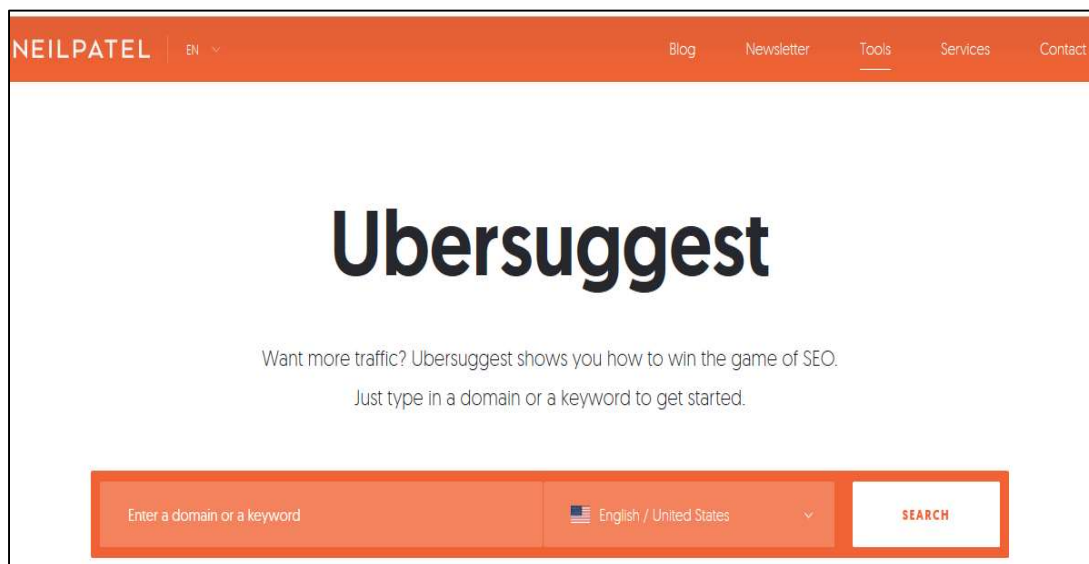 NEILPATEL EN Blog Newsletter Tools Services Contact
Ubersuggest
Want more traffic? Ubersuggest shows you how to win the game of SEO.
Just type in a domain or a keyword to get started.
Enter a domain or a keyword English / United States SEARCH